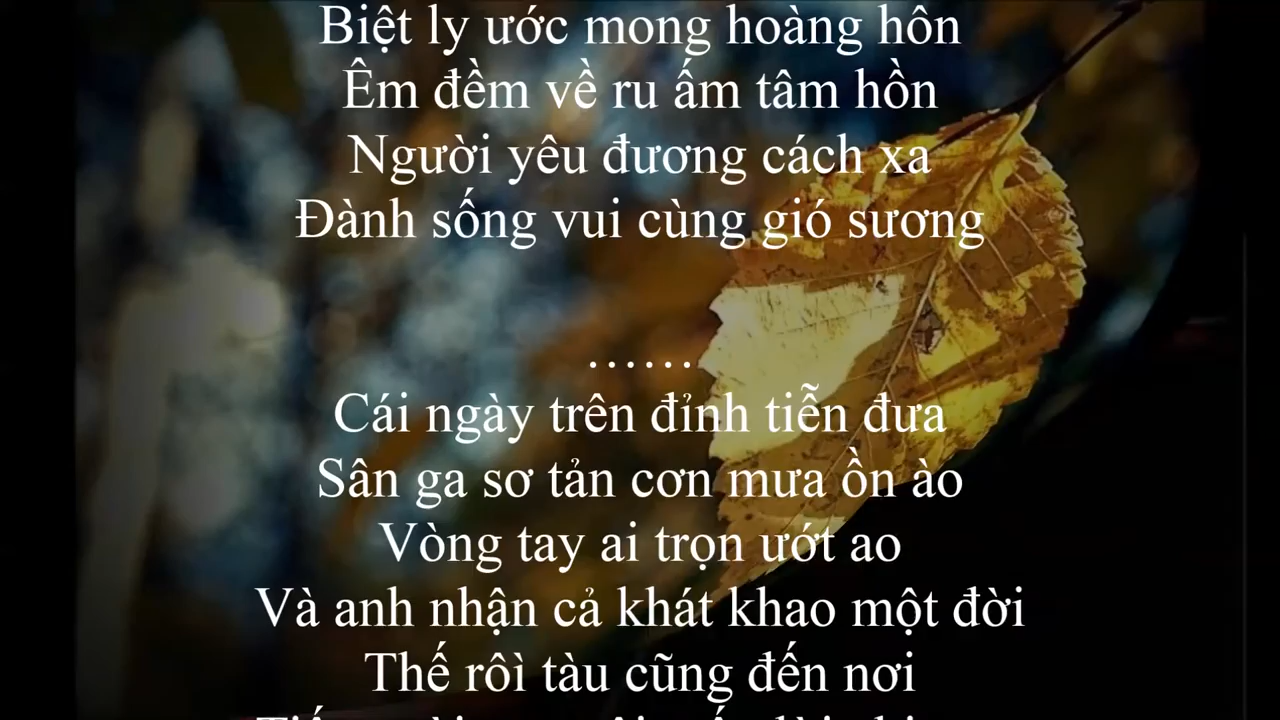 Biệt ly ước mong hoàng hôn
Êm đềm về ru ấm tâm hồn
Người yêu đương cách xa
Đành sống vui cùng gió sương
……
Cái ngày trên đỉnh tiễn đưa
Sân ga sơ tản cơn mưa ồn ào
Vòng tay ai trọn ướt ao
Và anh nhận cả khát khao một đời
Thế rôì tàu cũng đến nơi